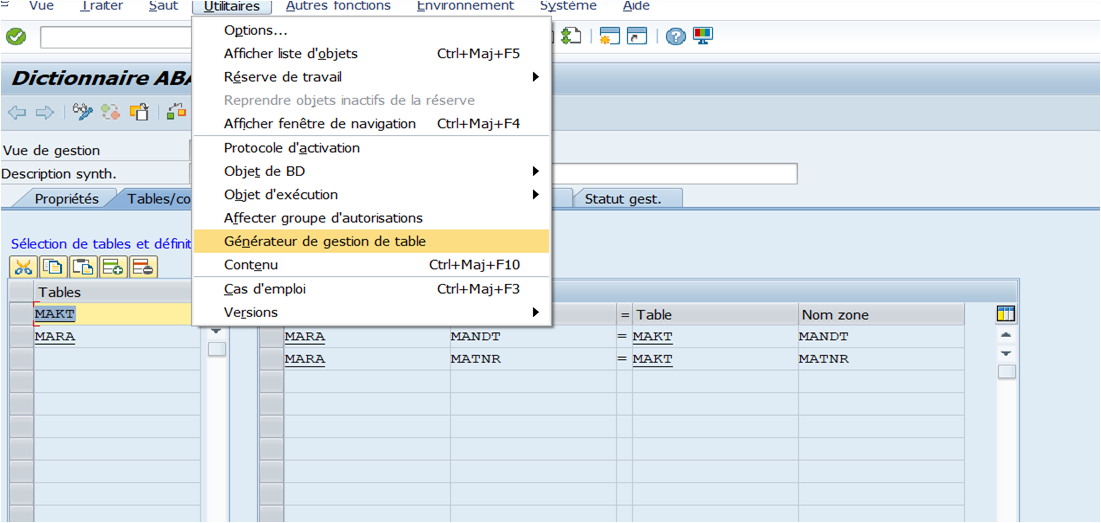 Vue Traiter Saut Utilitaires Autres fonctions Environnement Système Aide
Options...
Afficher liste d'objets Ctrl+Maj+F5
Dictionnaire ABA
Réserve de travail
Reprendre objets inactifs de la réserve
Afficher fenêtre de navigation Ctrl+Maj+F4
Vue de gestion
Protocole d'activation
Description synth.
Objet de BD
Propriétés Tables/co
Objet d'exécution
Statut gest.
Affecter groupe d'autorisations
Sélection de tables et définit
Générateur de gestion de table
Contenu Ctrl+Maj+F10
Tables
Cas d'emploi Ctrl+Maj+F3
MAKT
Versions
= Table Nom zone
MARA
MARA MANDT = MAKT MANDT
MARA MATNR = MAKT MATNR